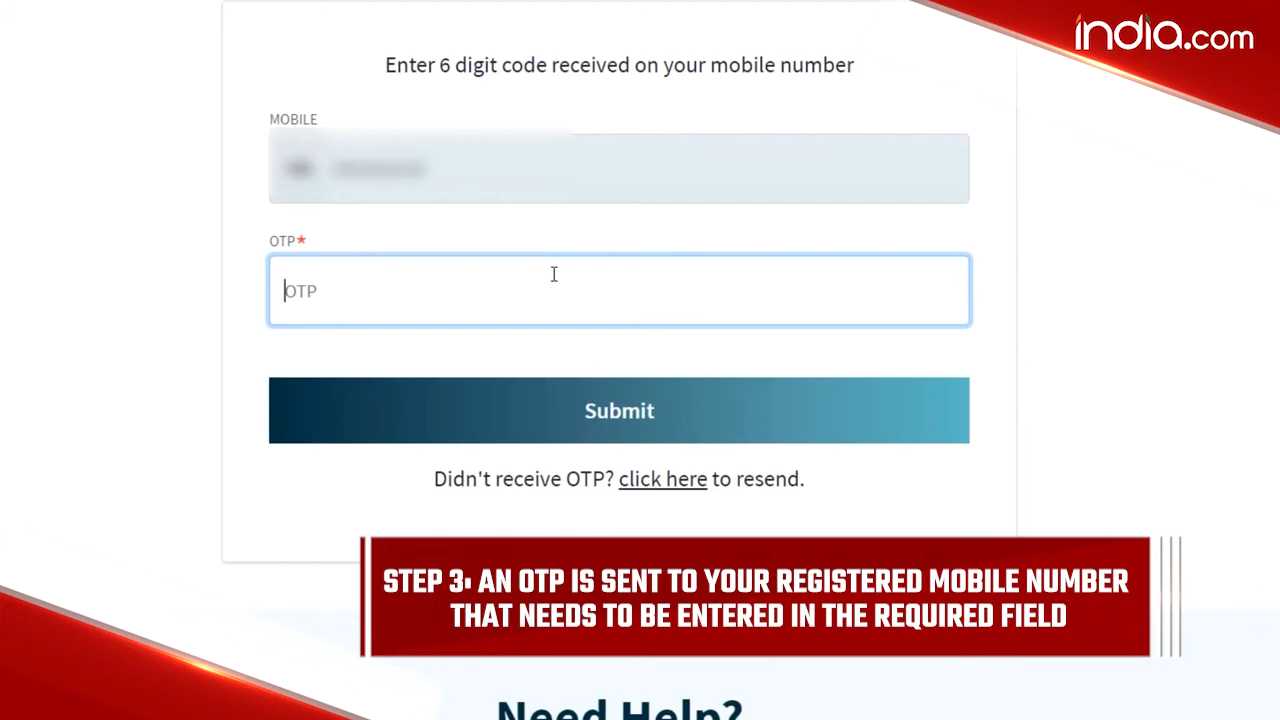 india.com
Enter 6 digit code received on your mobile number
MOBILE
OTP*
OTP
Submit
Didn't receive OTP? click here to resend.
STEP 3: AN OTP IS SENT TO YOUR REGISTERED MOBILE NUMBER
THAT NEEDS TO BE ENTERED IN THE REQUIRED FIELD
Need Help?